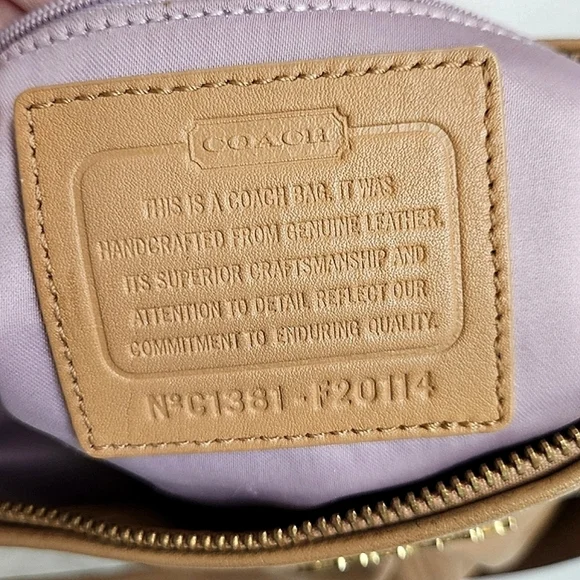 COACH
THIS IS A COACH BAG. IT WAS
HANDCRAFTED FROM GENUINE LEATHER.
ITS SUPERIOR CRAFTSMANSHIP AND
ATTENTION TO DETAIL REFLECT OUR
COMMITMENT TO ENDURING QUALITY.
Nº C1381 - F20114